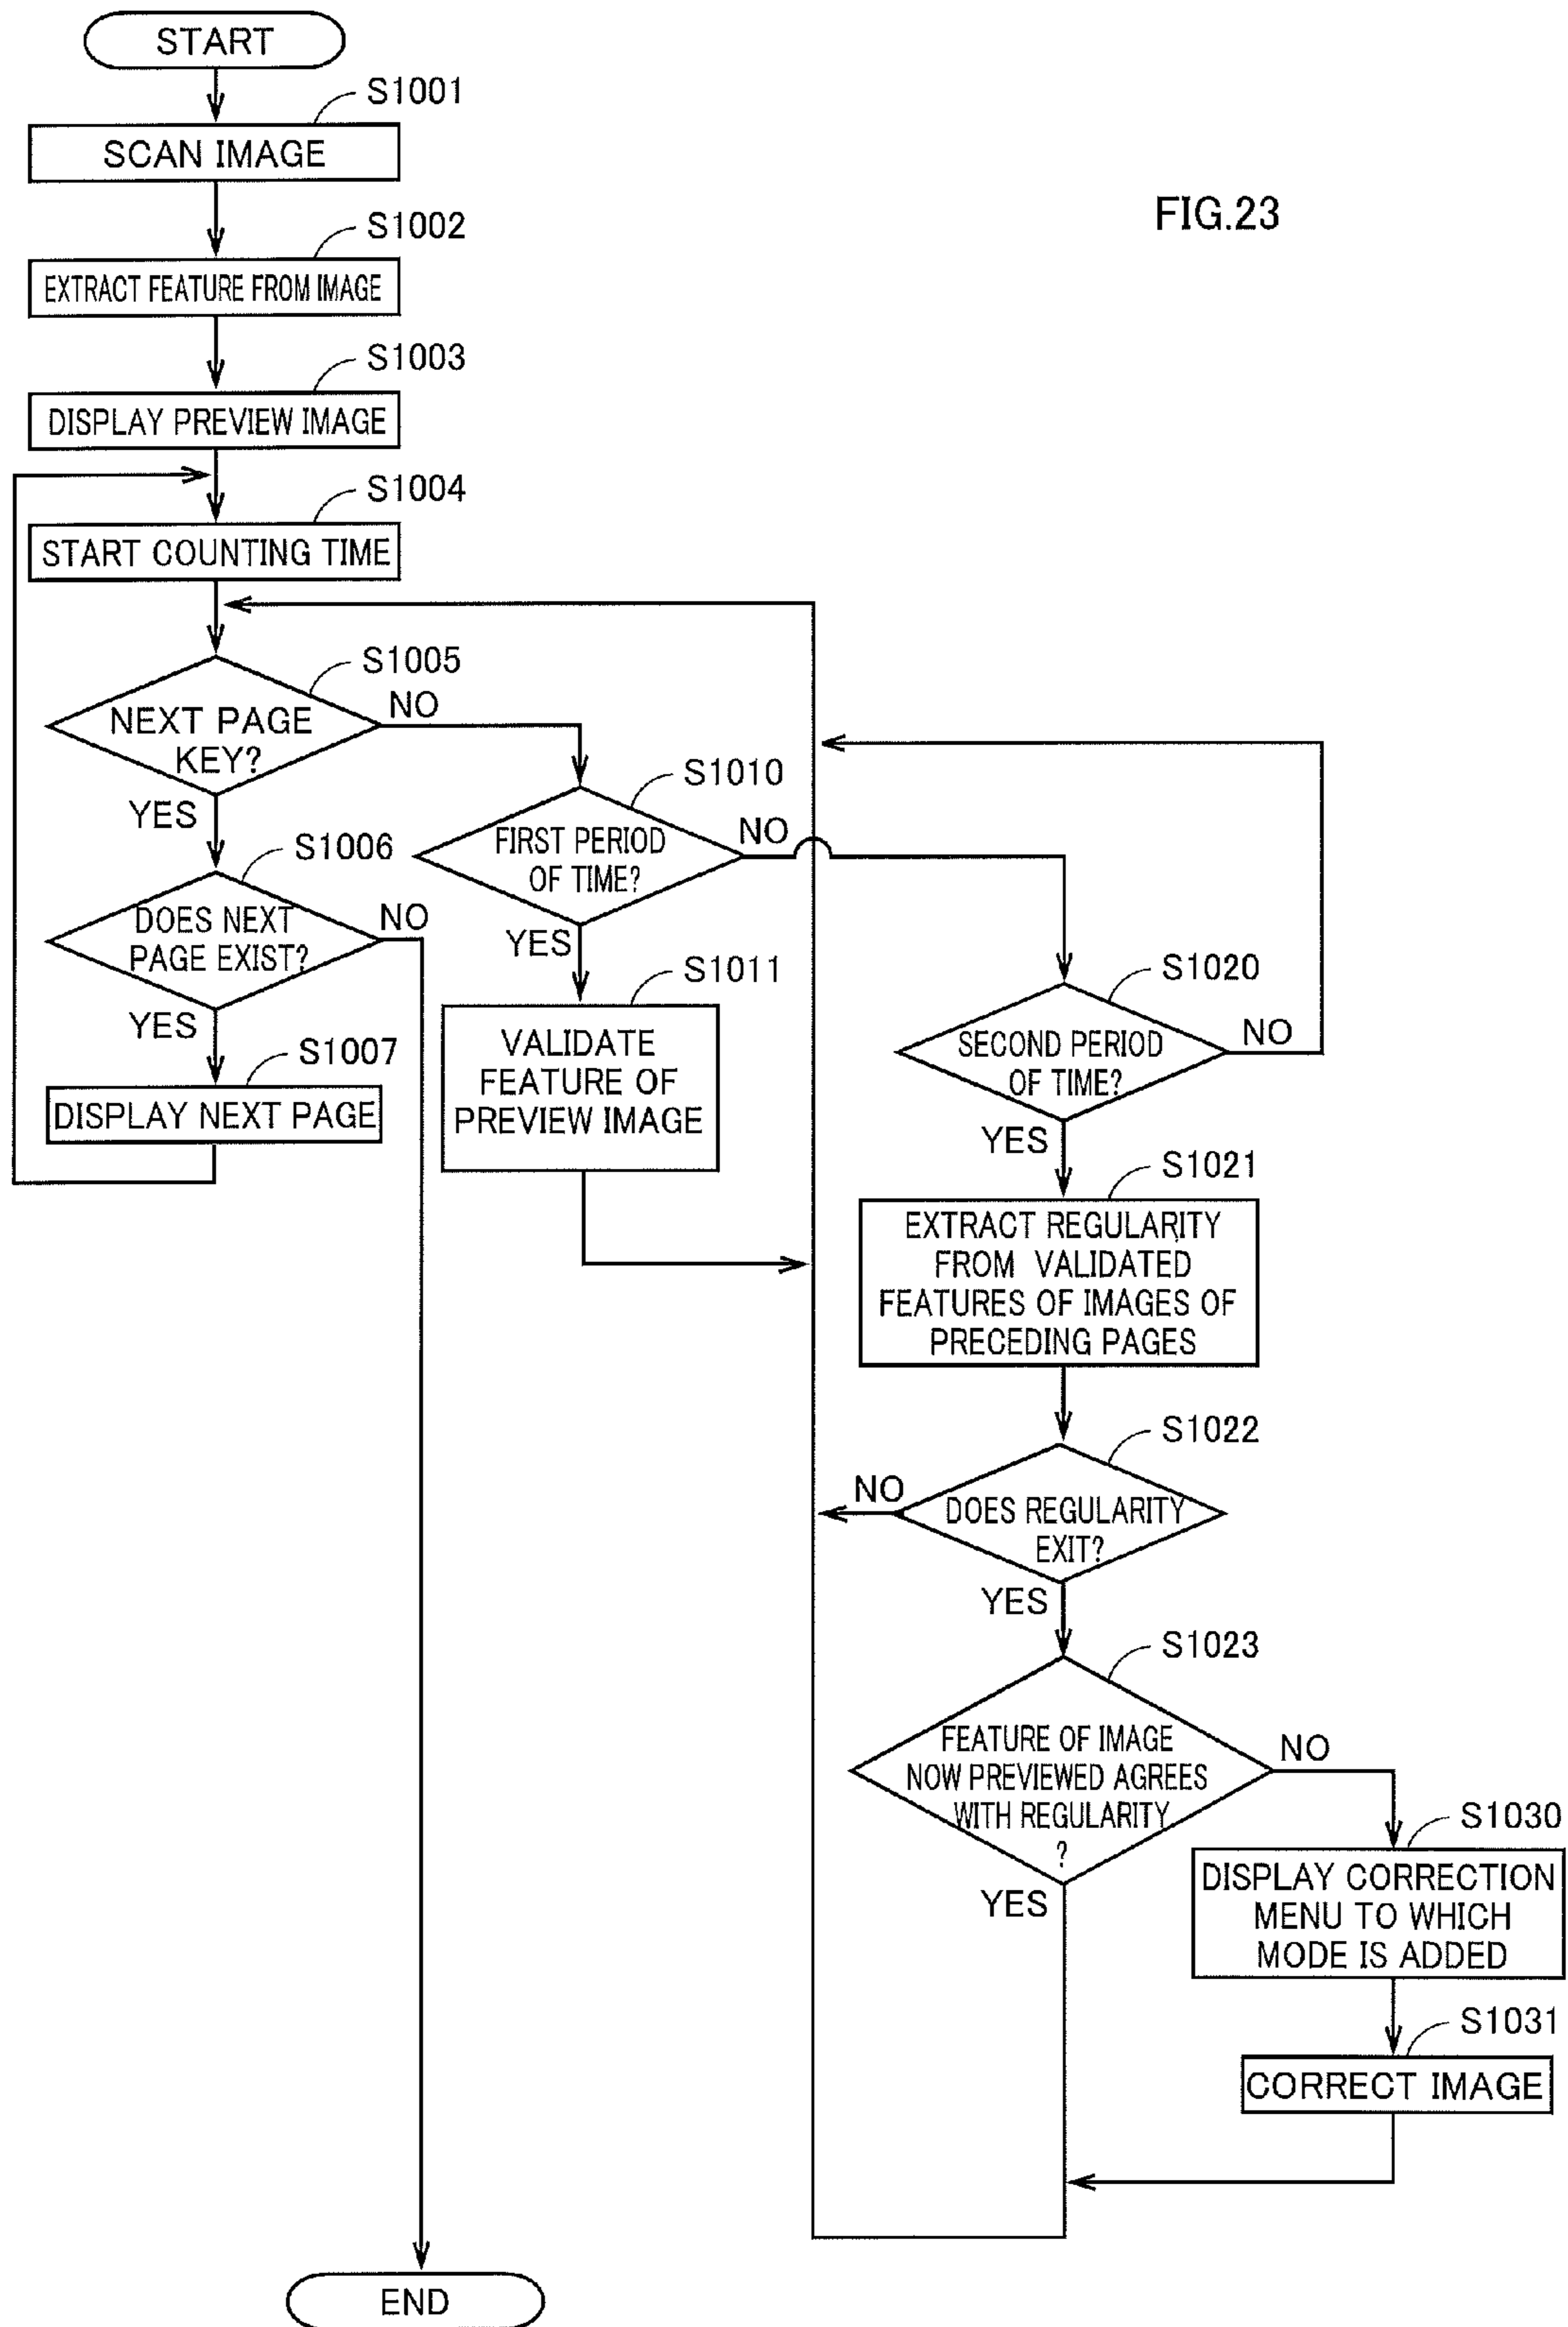 START
S1001
SCAN IMAGE
FIG.23
S1002
EXTRACT FEATURE FROM IMAGE
S1003
DISPLAY PREVIEW IMAGE
S1004
START COUNTING TIME
S1005
NEXT PAGE
KEY?
NO
YES
S1010
FIRST PERIOD
OF TIME?
NO
YES
S1006
DOES NEXT
PAGE EXIST?
NO
YES
S1007
DISPLAY NEXT PAGE
S1011
VALIDATE
FEATURE OF
PREVIEW IMAGE
S1020
SECOND PERIOD
OF TIME?
NO
YES
S1021
EXTRACT REGULARITY
FROM VALIDATED
FEATURES OF IMAGES OF
PRECEDING PAGES
S1022
DOES REGULARITY
EXIT?
NO
YES
S1023
FEATURE OF IMAGE
NOW PREVIEWED AGREES
WITH REGULARITY
?
NO
YES
S1030
DISPLAY CORRECTION
MENU TO WHICH
MODE IS ADDED
S1031
CORRECT IMAGE
END